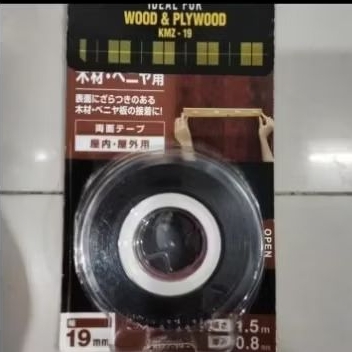 IDEAL FOR
WOOD & PLYWOOD
KMZ-19
木材・ベニヤ用
表面にざらつきのある
木材・ベニヤ板の接着に!
両面テープ
屋内・屋外用
OPEN
幅
19mm
1.5m
0.8